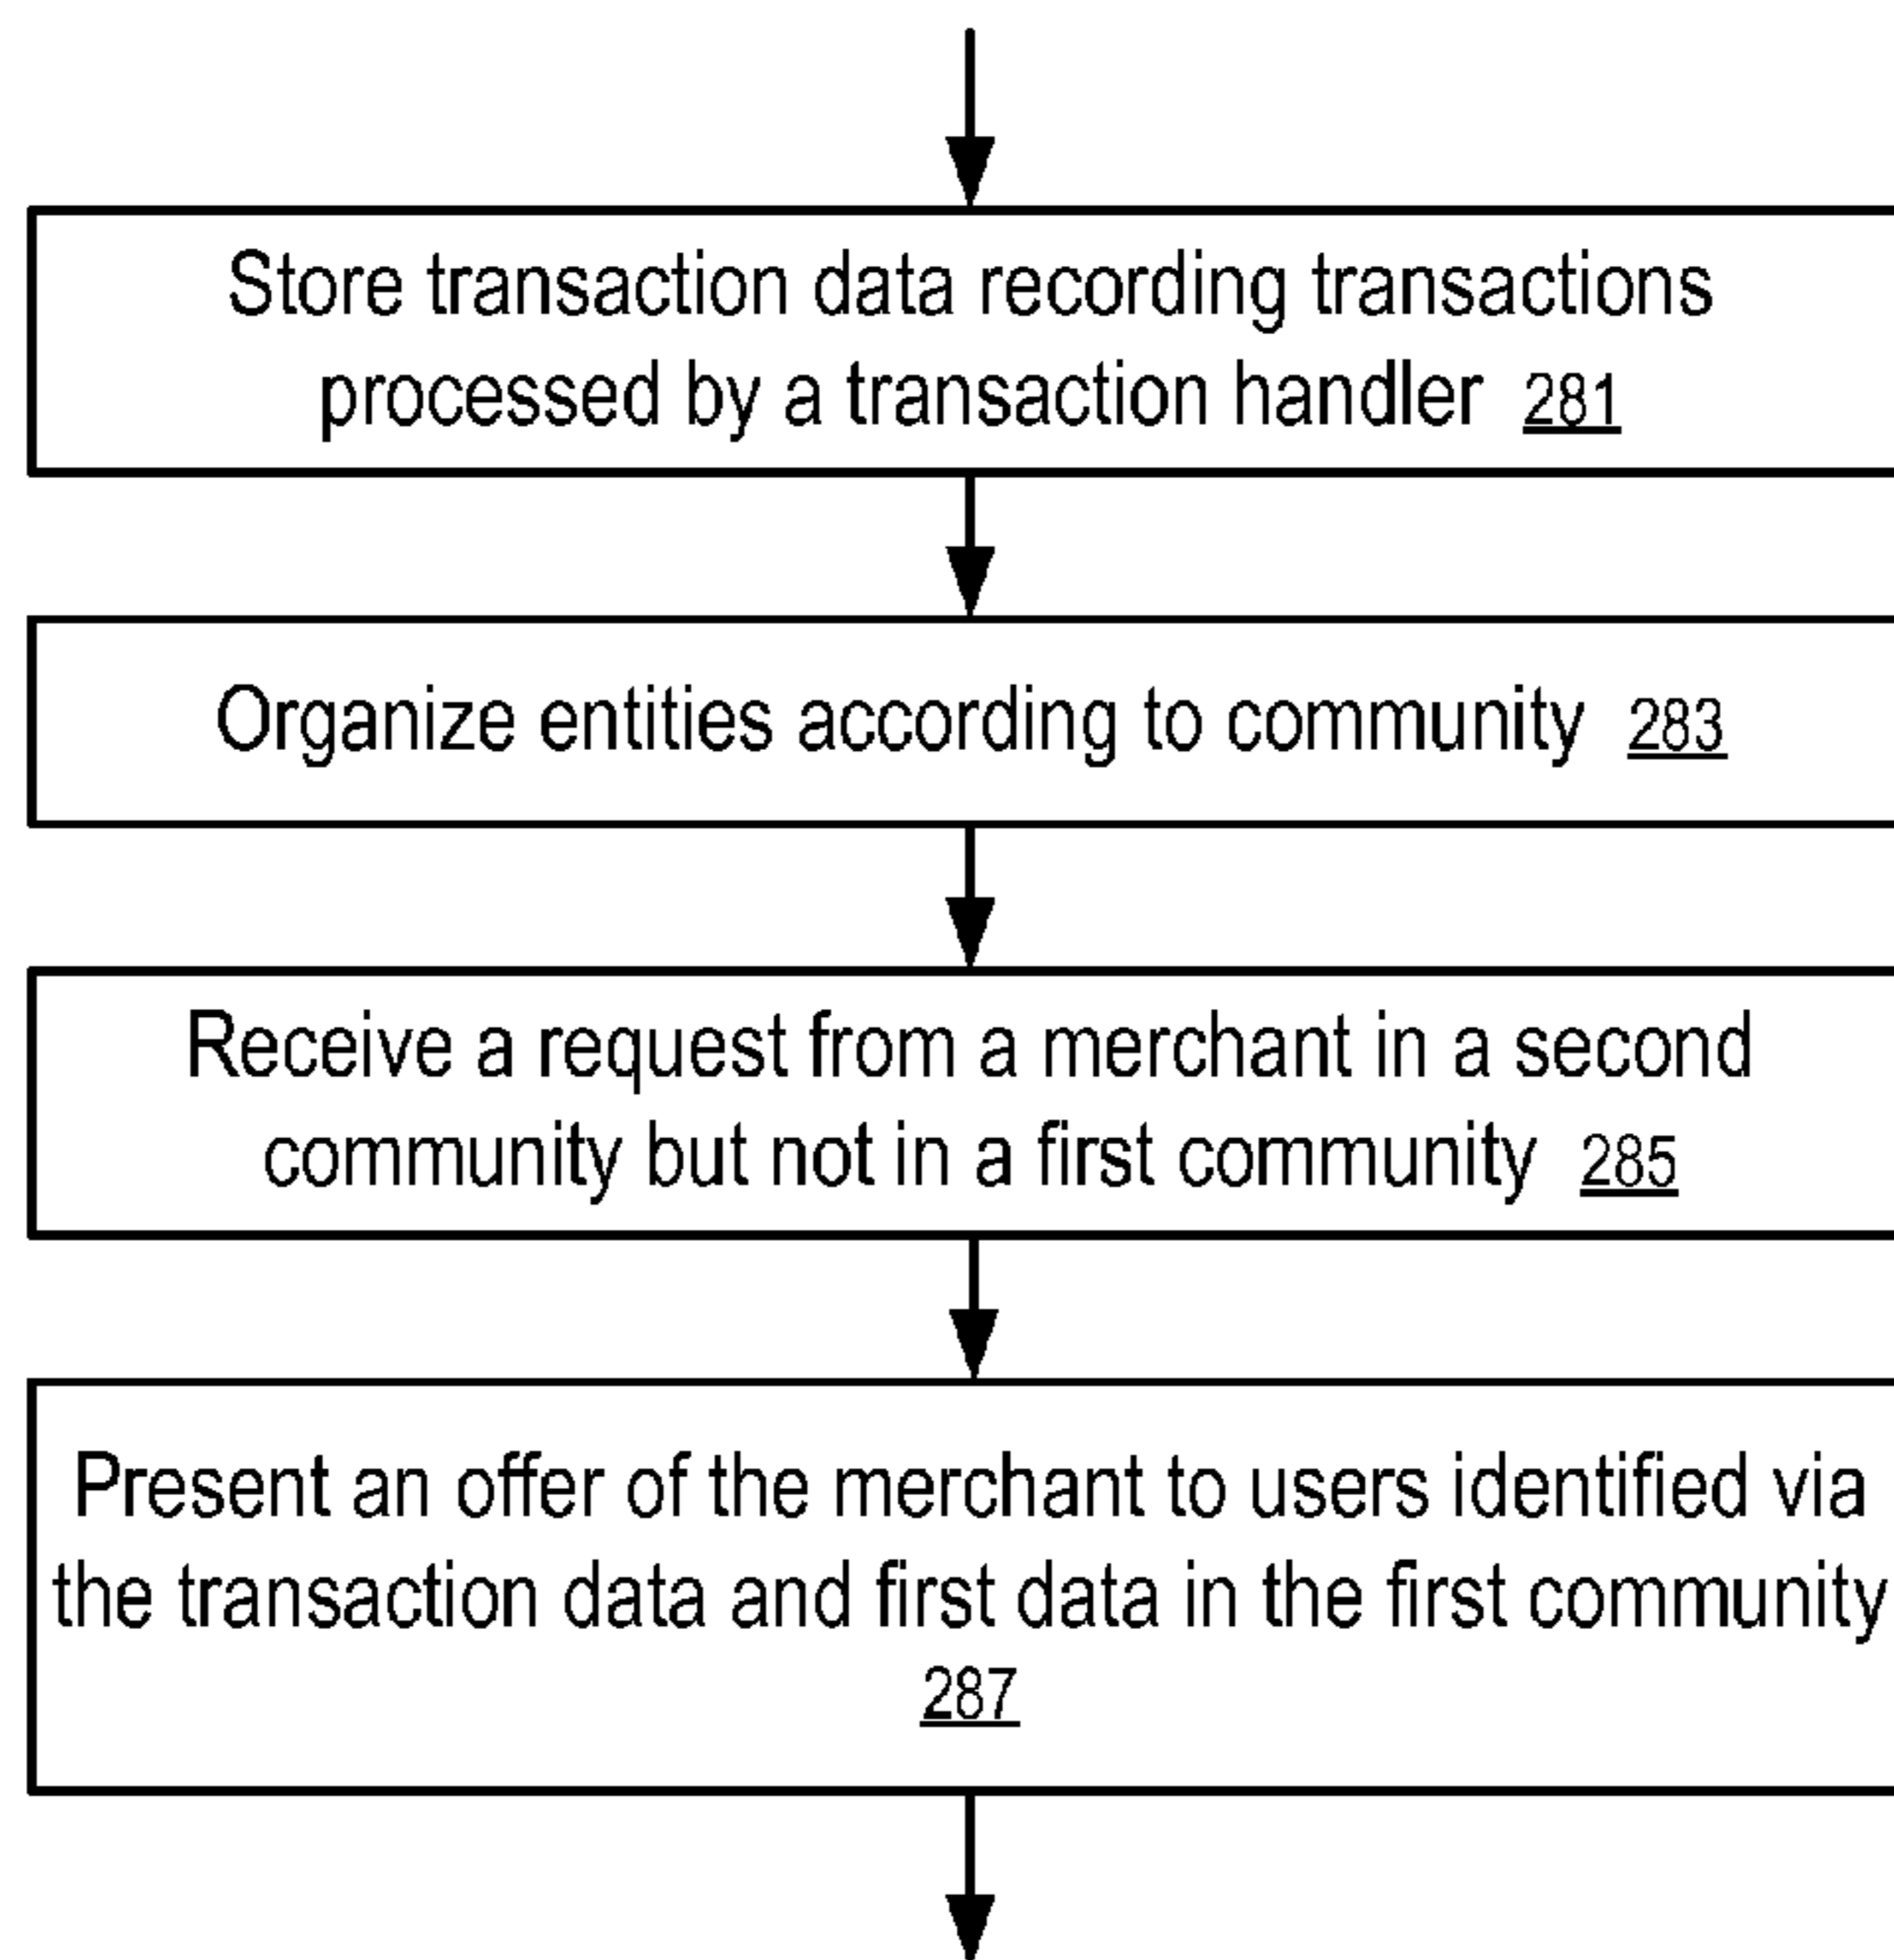 Store transaction data recording transactions
processed by a transaction handler 281
Organize entities according to community 283
Receive a request from a merchant in a second
community but not in a first community 285
Present an offer of the merchant to users identified via
the transaction data and first data in the first community
287